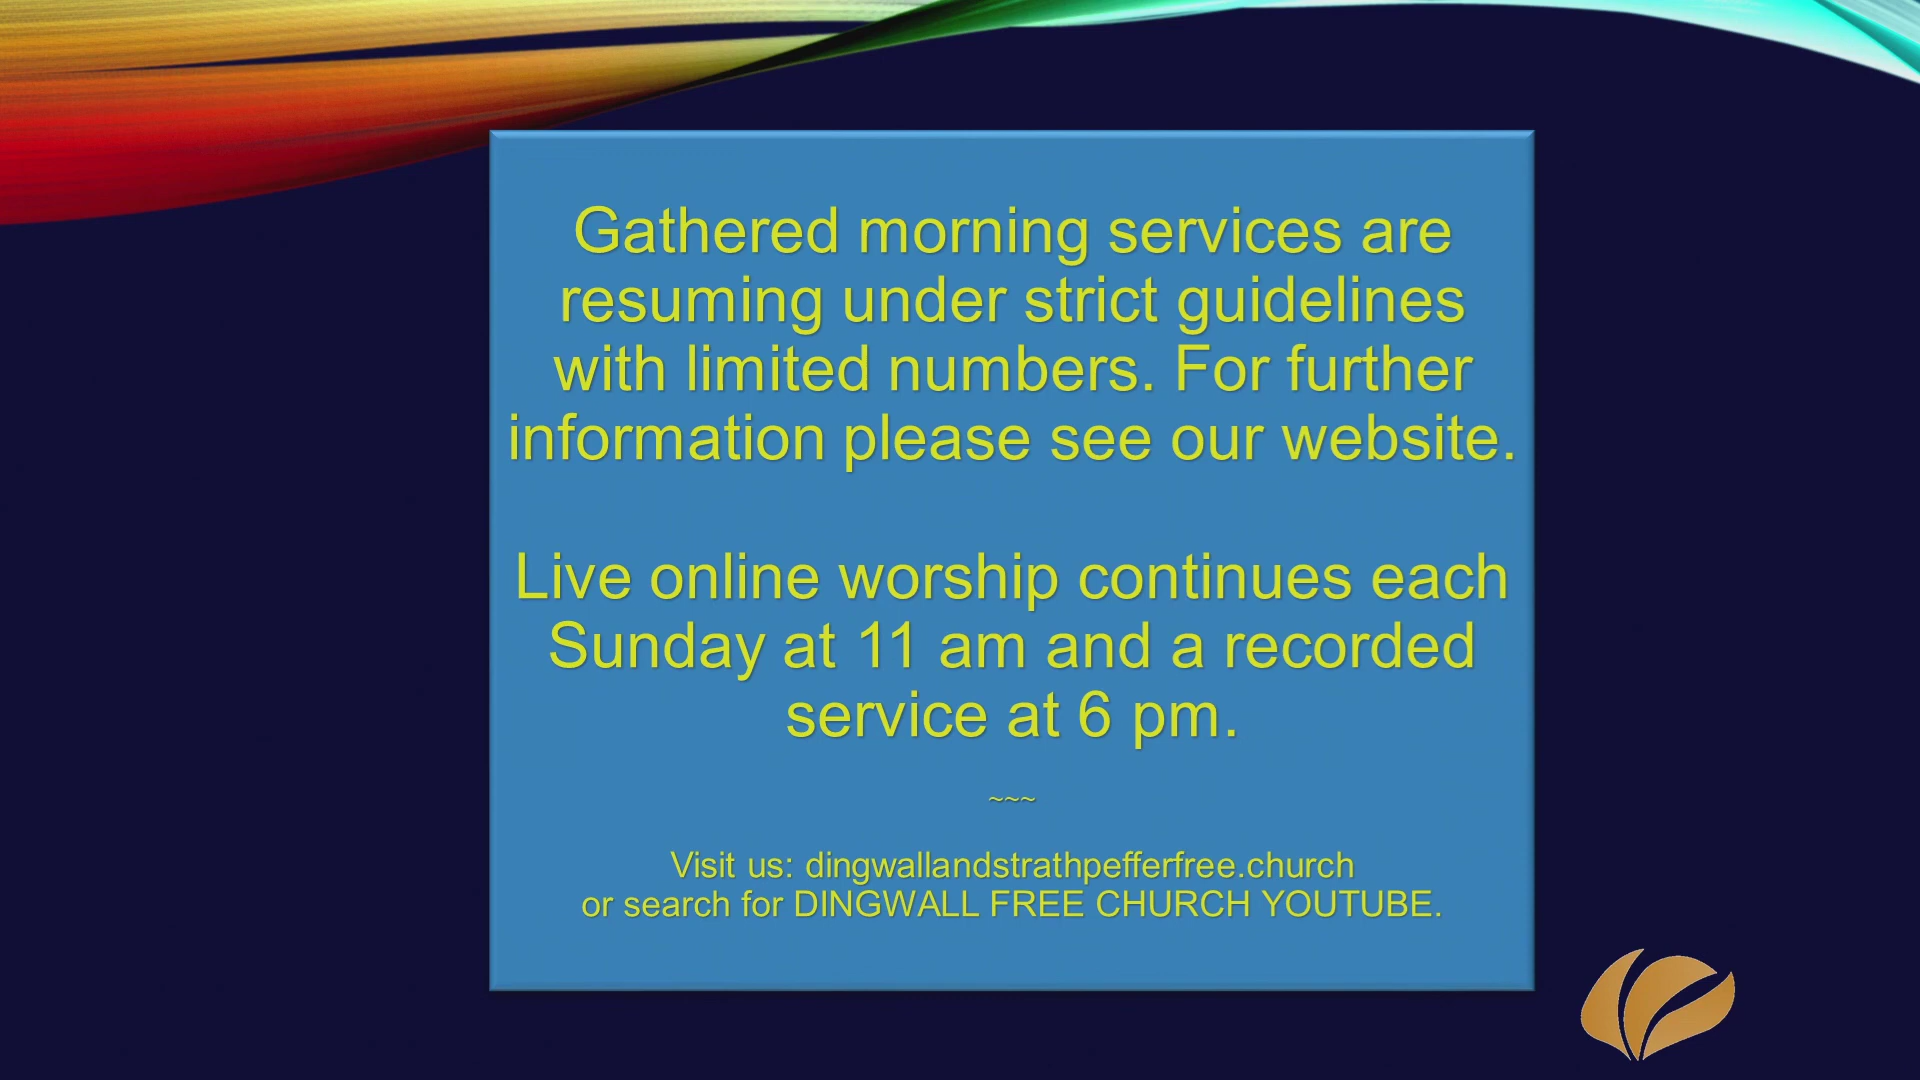 Gathered morning services are
resuming under strict guidelines
with limited numbers. For further
information please see our website.
Live online worship continues each
Sunday at 11 am and a recorded
service at 6 pm.
~~~
Visit us: dingwallandstrathpefferfree.church
or search for DINGWALL FREE CHURCH YOUTUBE.